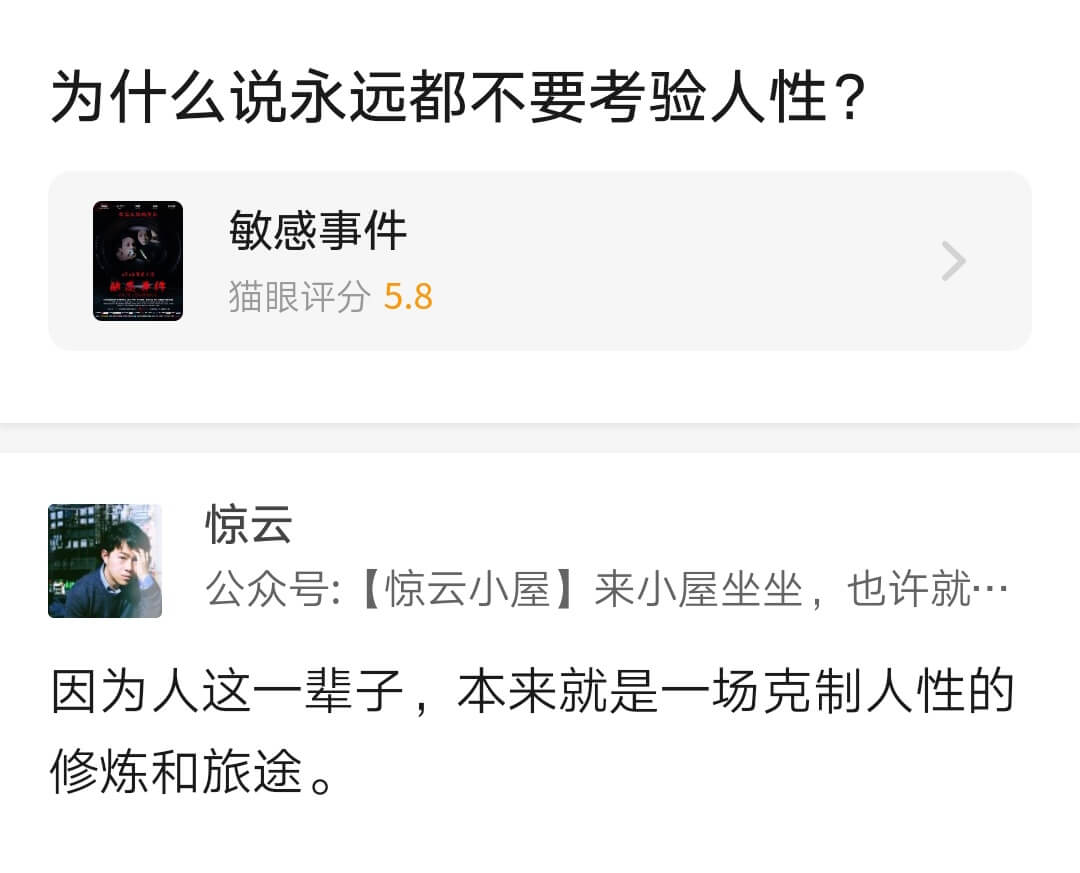 为什么说永远都不要考验人性？
敏感事件
猫眼评分 5.8
惊云
公众号:【惊云小屋】来小屋坐坐，也许就…
因为人这一辈子，本来就是一场克制人性的
修炼和旅途。